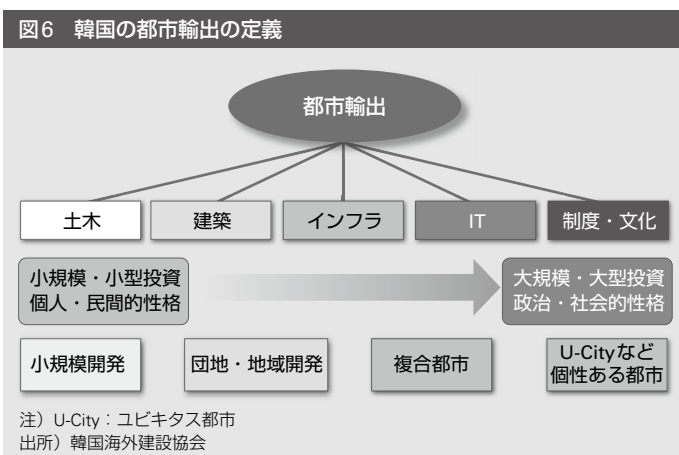 図6　韓国の都市輸出の定義
都市輸出
土木
建築
インフラ
IT
制度・文化
小規模・小型投資
個人・民間的性格
大規模・大型投資
政治・社会的性格
小規模開発
団地・地域開発
複合都市
U-Cityなど
個性ある都市
注）U-City：ユビキタス都市
出所）韓国海外建設協会